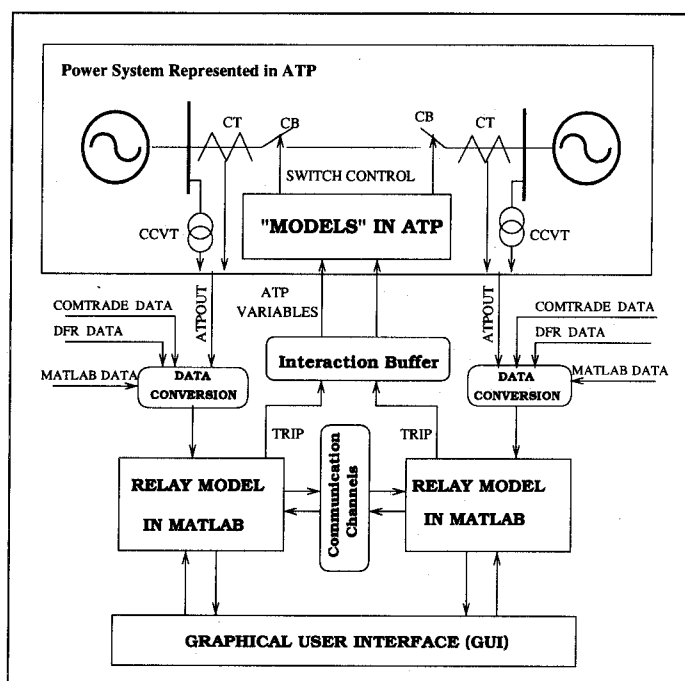 Power System Represented in ATP
CT
CB
CB
CT
SWITCH CONTROL
"MODELS" IN ATP
CCVT
CCVT
ATPOUT
ATP
VARIABLES
ATPOUT
COMTRADE DATA
DFR DATA
MATLAB DATA
COMTRADE DATA
DFR DATA
MATLAB DATA
DATA
CONVERSION
Interaction Buffer
DATA
CONVERSION
TRIP
TRIP
RELAY MODEL
IN MATLAB
Communication
Channels
RELAY MODEL
IN MATLAB
GRAPHICAL USER INTERFACE (GUI)